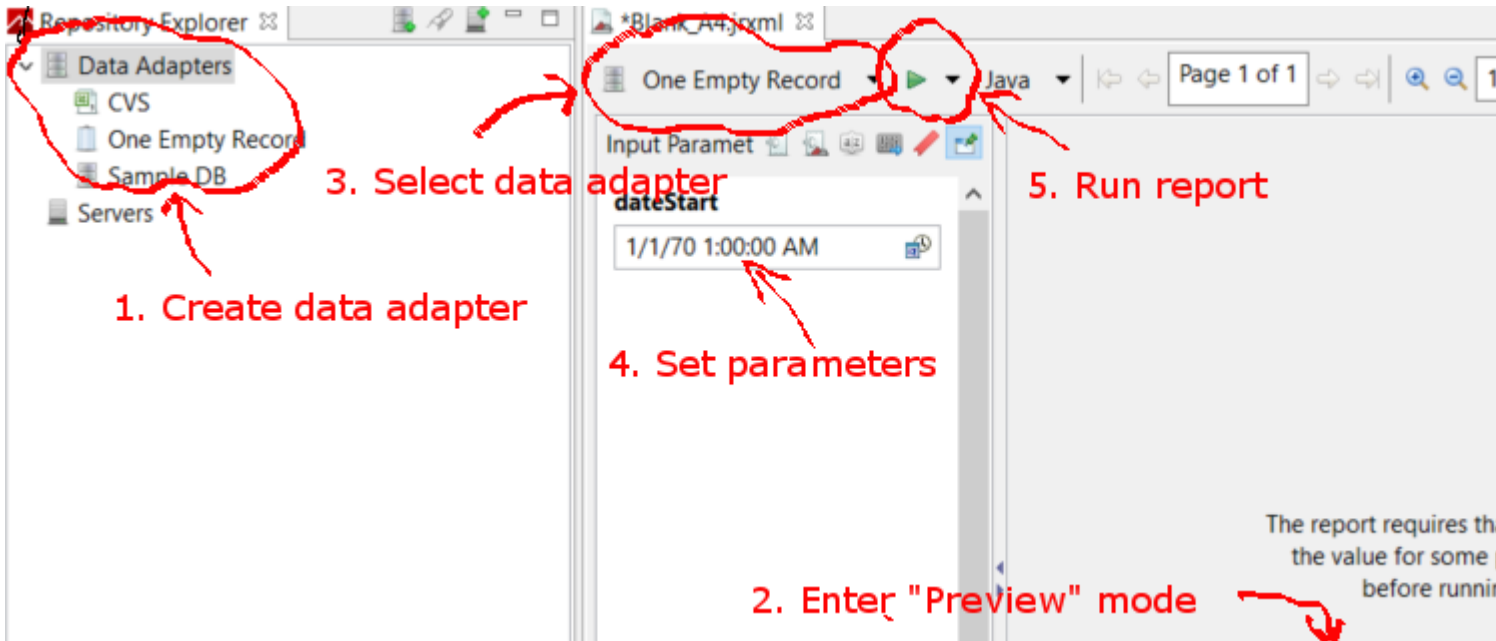 Repository Explorer
Data Adapters
CVS
One Empty Record
Sample DB
Servers
1. Create data adapter
*Blank_A4.jrxml
One Empty Record
Java
Page 1 of 1
1
Input Paramet
3. Select data adapter
5. Run report
dateStart
1/1/70 1:00:00 AM
4. Set parameters
The report requires tha
the value for some
before runni
2. Enter "Preview" mode